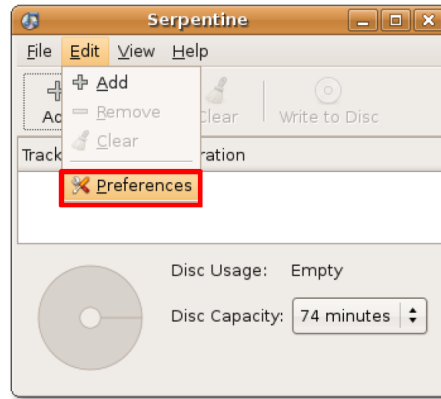 Serpentine
File Edit View Help
Add
Remove
Clear
Preferences
Ad
Clear
Write to Disc
Track
ration
Disc Usage: Empty
Disc Capacity: 74 minutes